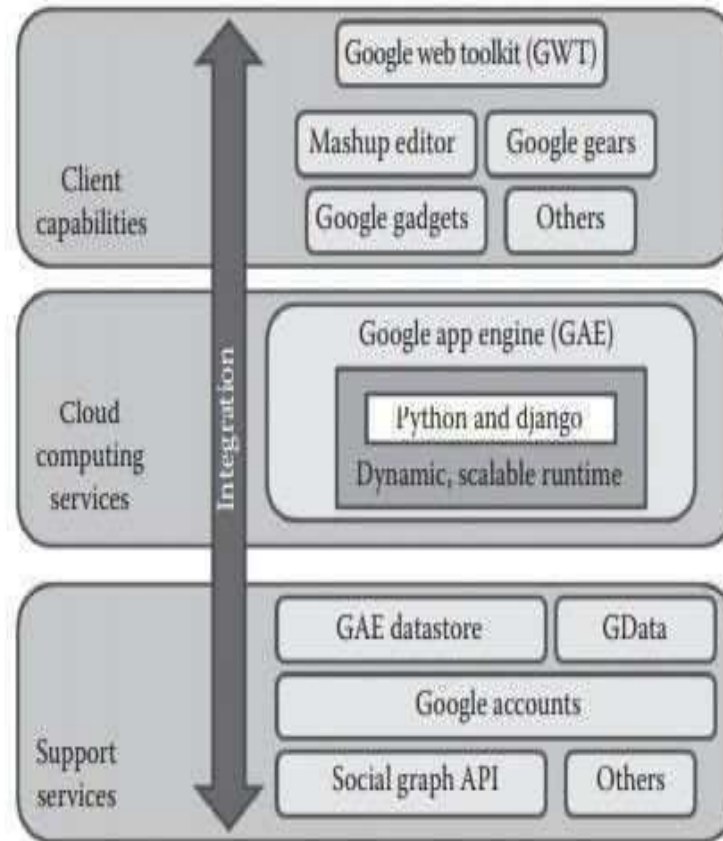 Google web toolkit (GWT)
Mashup editor
Google gears
Google gadgets
Others
Client
capabilities
Integration
Google app engine (GAE)
Python and django
Dynamic, scalable runtime
Cloud
computing
services
GAE datastore
GData
Google accounts
Social graph API
Others
Support
services